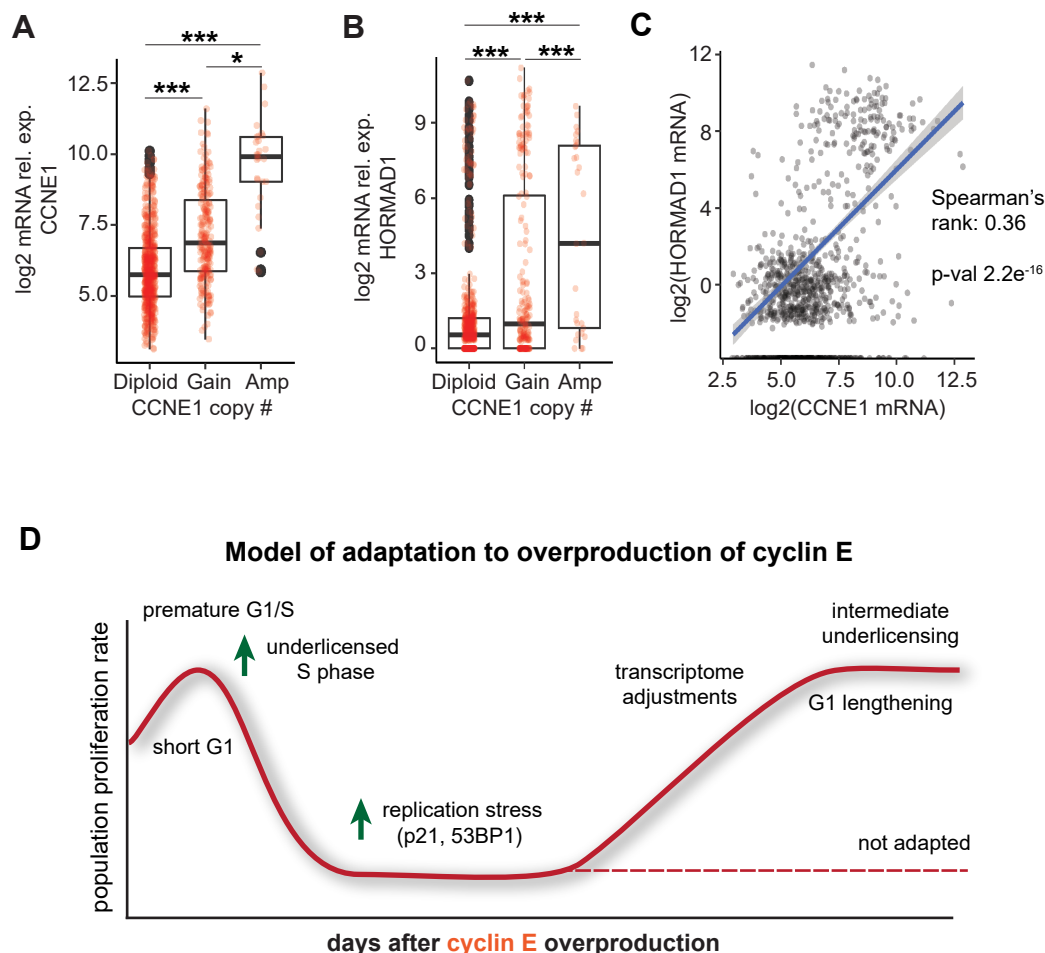 A
***
***
*
12.5
10.0
7.5
5.0
log2 mRNA rel. exp.
CCNE1
Diploid Gain Amp
CCNE1 copy #
B
***
***
***
9
6
3
0
log2 mRNA rel. exp.
HORMAD1
Diploid Gain Amp
CCNE1 copy #
C
12
8
4
0
log2(HORMAD1 mRNA)
Spearman's
rank: 0.36
p-val 2.2e-16
2.5 5.0 7.5 10.0 12.5
log2(CCNE1 mRNA)
D
Model of adaptation to overproduction of cyclin E
population proliferation rate
premature G1/S
underlicensed
S phase
short G1
replication stress
(p21, 53BP1)
transcriptome
adjustments
intermediate
underlicensing
G1 lengthening
not adapted
days after cyclin E overproduction